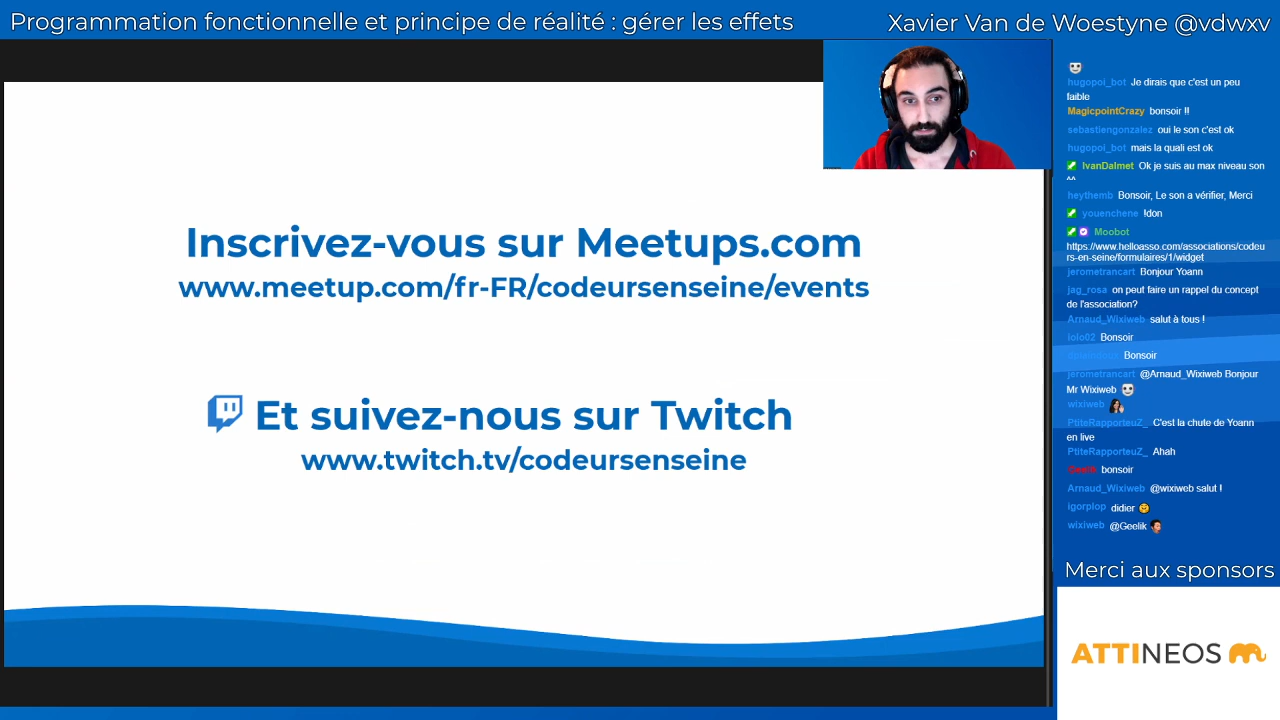 Programmation fonctionnelle et principe de réalité : gérer les effets
Xavier Van de Woestyne @vdwxv
Inscrivez-vous sur Meetups.com
www.meetup.com/fr-FR/codeursenseine/events
Et suivez-nous sur Twitch
www.twitch.tv/codeursenseine
hugopoi_bot Je dirais que c'est un peu
faible
MagicpointCrazy bonsoir !!
sebastiengonzalez oui le son c'est ok
hugopoi_bot mais la quali est ok
IvanDalmet Ok je suis au max niveau son
^^
heythemb Bonsoir, Le son a vérifier, Merci
youenchene !don
Moobot
https://www.helloasso.com/associations/codeu
rs-en-seine/formulaires/1/widget
jerometrancart Bonjour Yoann
jag_rosa on peut faire un rappel du concept
de l'association?
Arnaud_Wixiweb salut à tous !
lolo02 Bonsoir
Bonsoir
jerometrancart @Arnaud_Wixiweb Bonjour
Mr Wixiweb
wixiweb
PtiteRapporteuZ_ C'est la chute de Yoann
en live
PtiteRapporteuZ_ Ahah
Geelik bonsoir
Arnaud_Wixiweb @wixiweb salut !
igorplop didier
wixiweb @Geelik
Merci aux sponsors
ATTINEOS